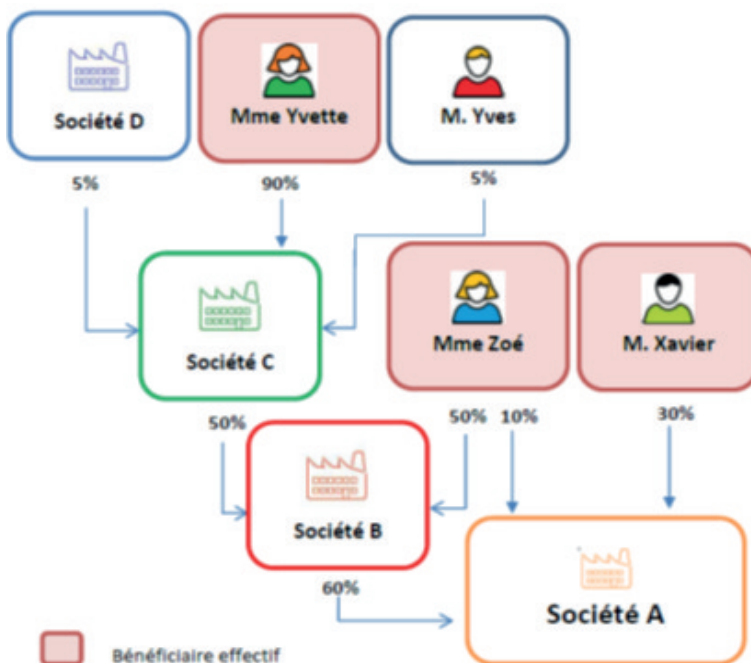 Société D
Mme Yvette
M. Yves
5%
90%
5%
Société C
Mme Zoé
M. Xavier
50%
50%
10%
30%
Société B
60%
Société A
Bénéficiaire effectif